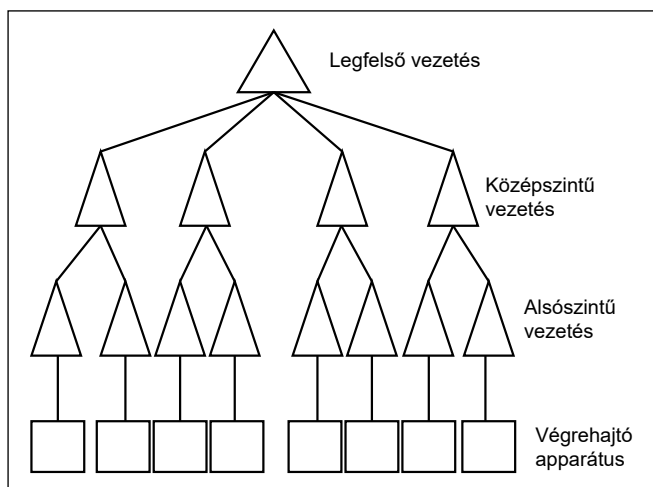 Legfelső vezetés
Középszintű
vezetés
Alsószintű
vezetés
Végrehajtó
apparátus